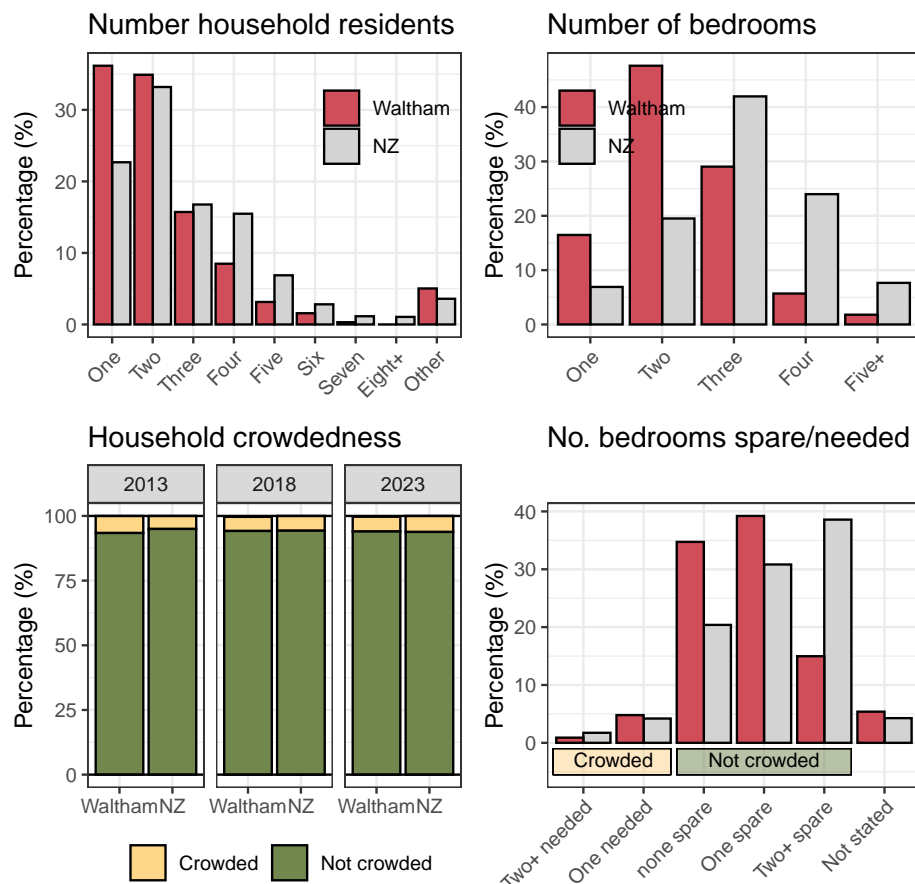 Number household residents
Percentage (%)
30
20
10
0
Waltham
NZ
One
Two
Three
Four
Five
Six
Seven
Eight+
Other
Number of bedrooms
Percentage (%)
40
30
20
10
0
Waltham
NZ
One
Two
Three
Four
Five+
Household crowdedness
2013
2018
2023
Percentage (%)
100
75
50
25
0
Waltham NZ
Waltham NZ
Waltham NZ
Crowded
Not crowded
No. bedrooms spare/needed
Percentage (%)
40
30
20
10
0
Crowded
Not crowded
Two+ needed
One needed
none spare
One spare
Two+ spare
Not stated